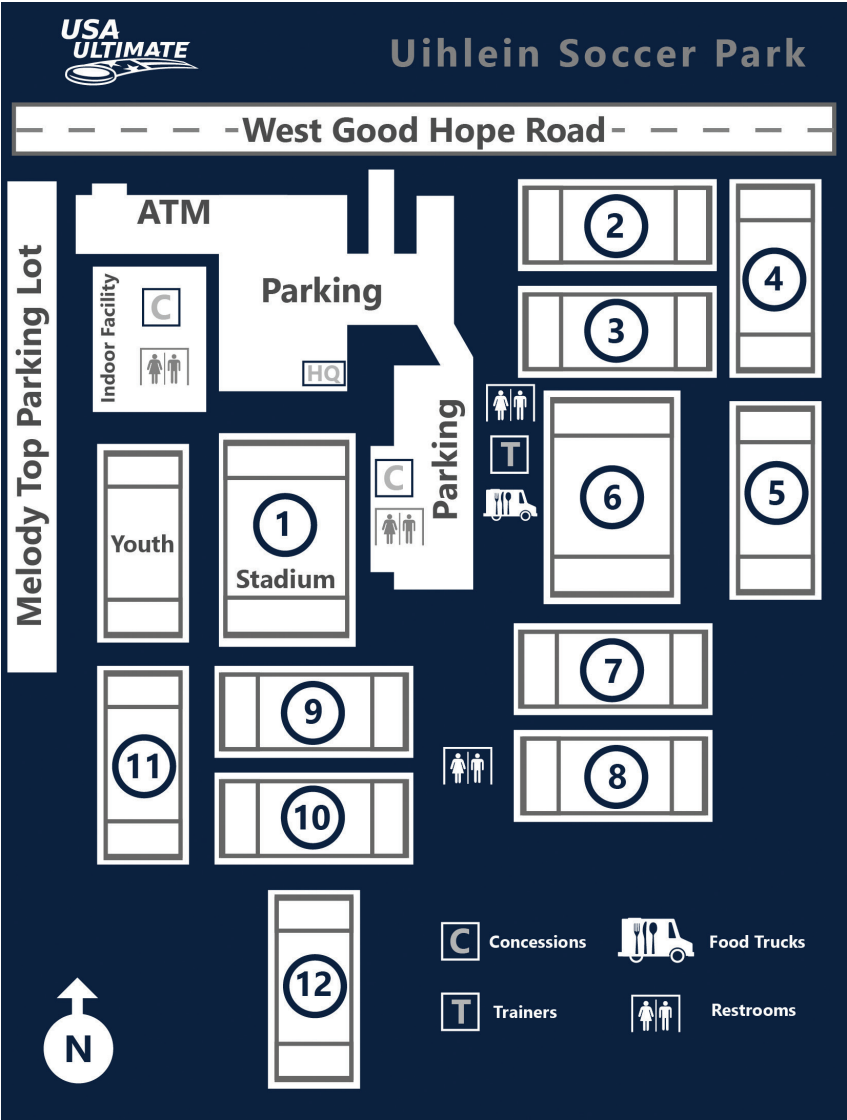 USA
ULTIMATE
Uihlein Soccer Park
West Good Hope Road
Melody Top Parking Lot
ATM
Parking
Indoor Facility
C
HQ
Parking
C
T
2
3
4
5
6
Youth
1
Stadium
7
8
9
10
11
12
C Concessions
Food Trucks
T Trainers
Restrooms
N